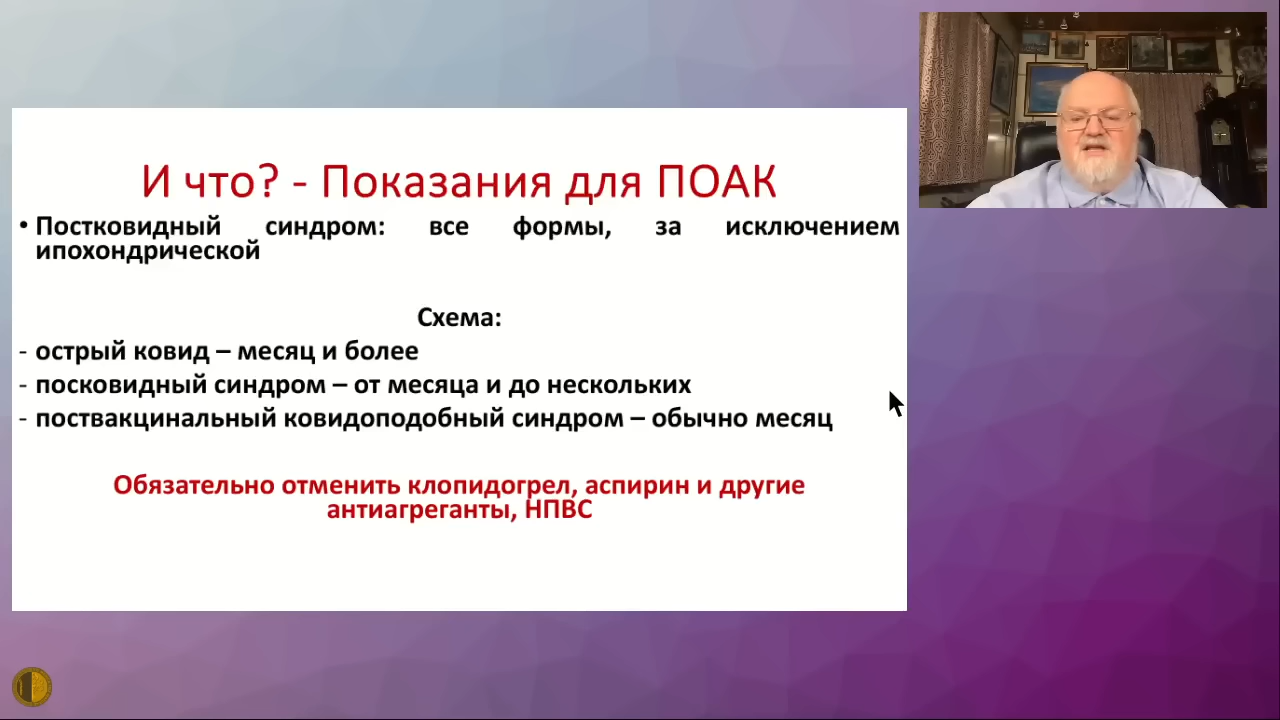 И что? - Показания для ПОАК
• Постковидный синдром: все формы, за исключением
ипохондрической
Схема:
- острый ковид – месяц и более
- посковидный синдром – от месяца и до нескольких
- поствакцинальный ковидоподобный синдром – обычно месяц
Обязательно отменить клопидогрел, аспирин и другие
антиагреганты, НПВС